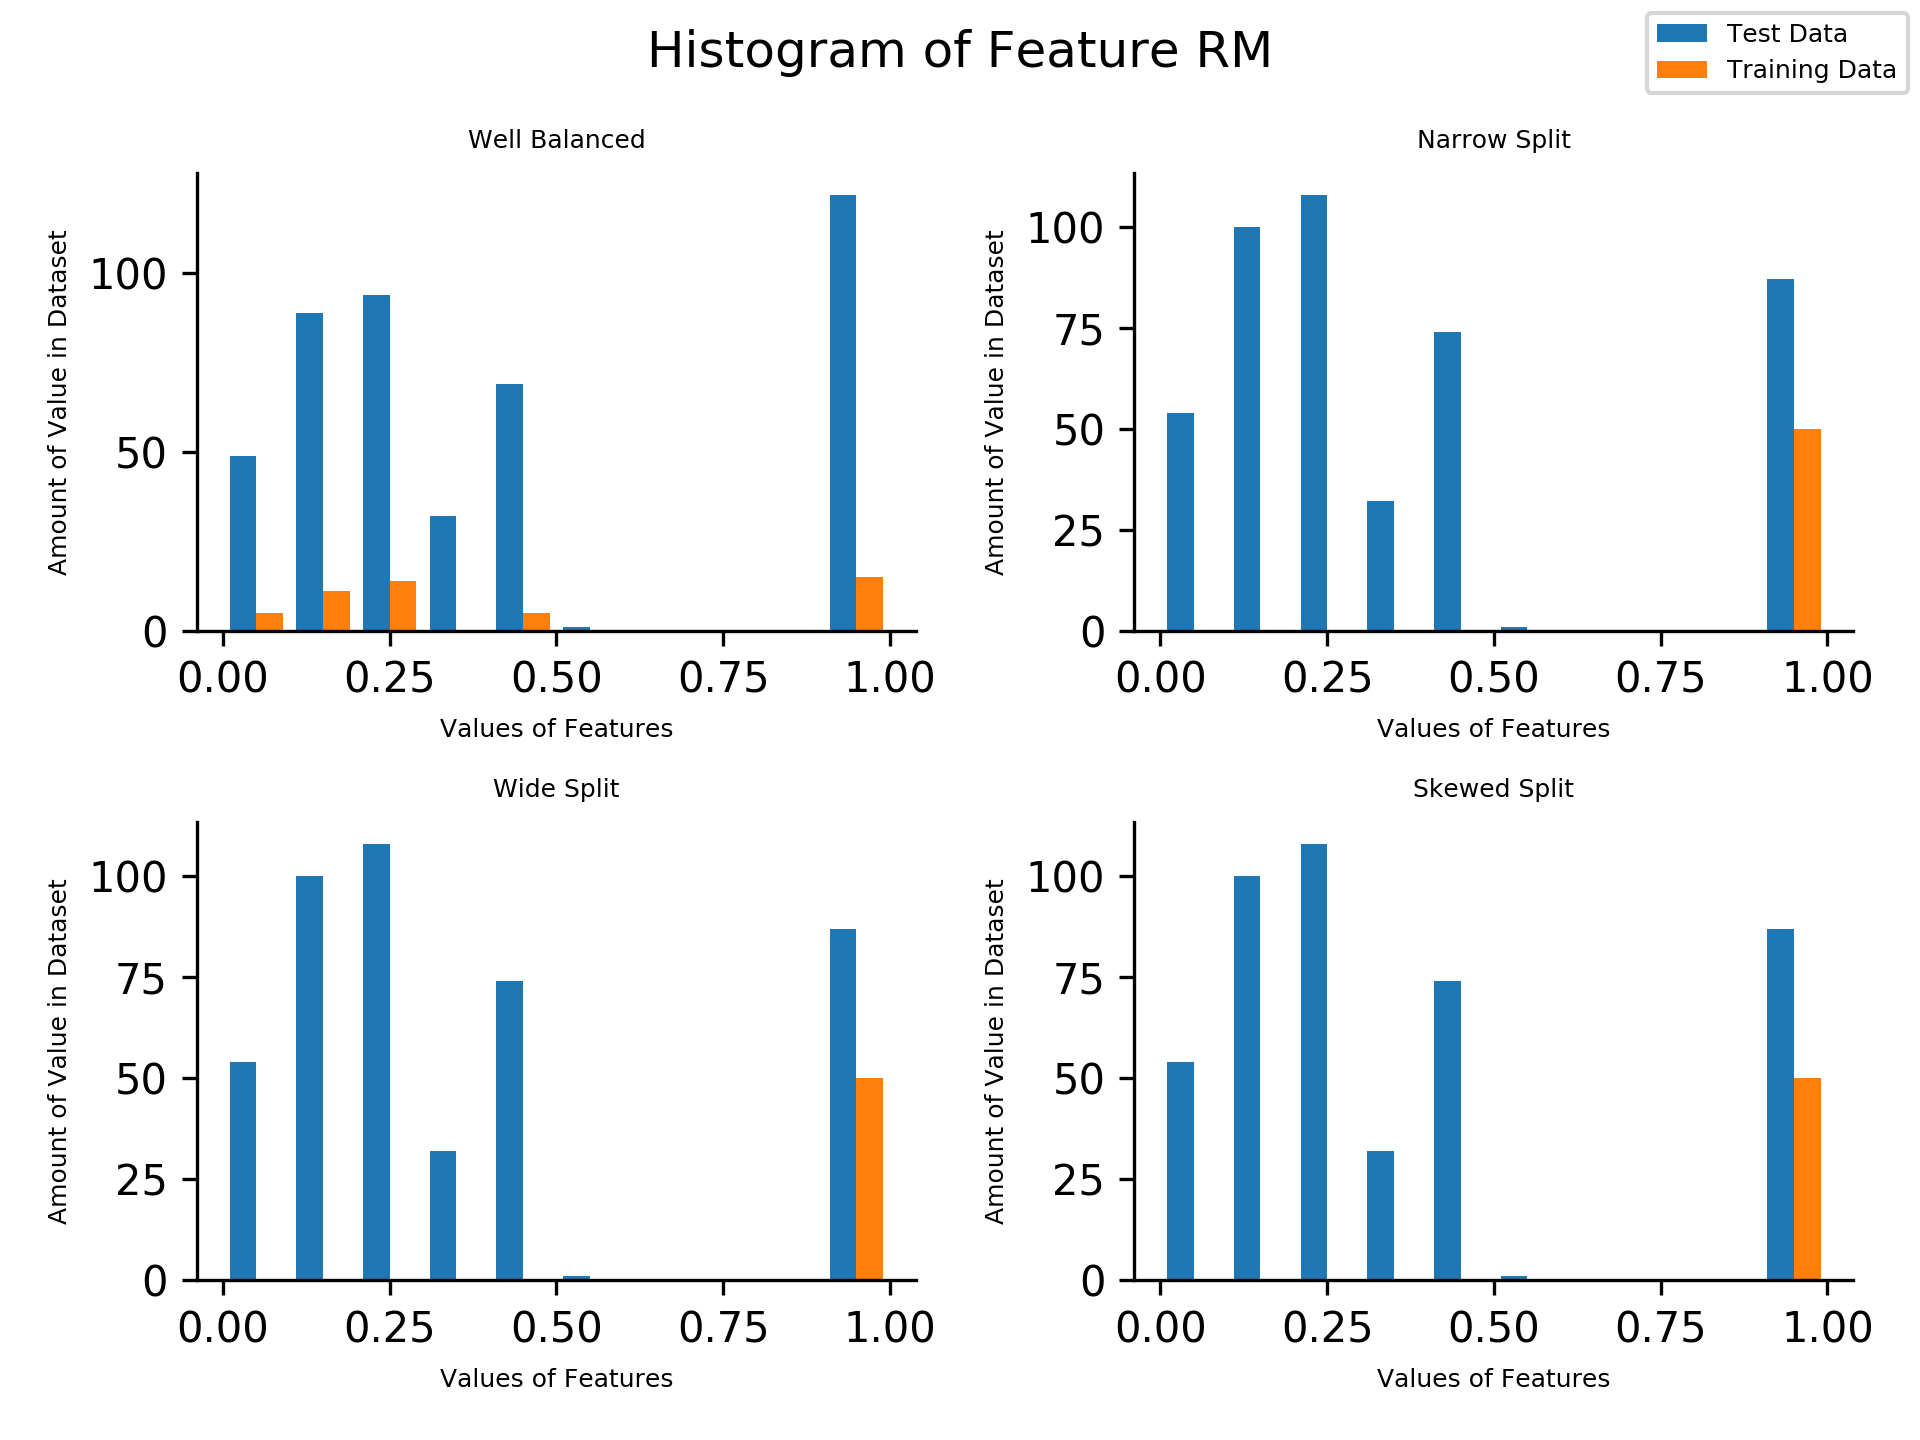 Histogram of Feature RM
Test Data
Training Data
Well Balanced
Amount of Value in Dataset
100
50
0
0.00 0.25 0.50 0.75 1.00
Values of Features
Narrow Split
Amount of Value in Dataset
100
75
50
25
0
0.00 0.25 0.50 0.75 1.00
Values of Features
Wide Split
Amount of Value in Dataset
100
75
50
25
0
0.00 0.25 0.50 0.75 1.00
Values of Features
Skewed Split
Amount of Value in Dataset
100
75
50
25
0
0.00 0.25 0.50 0.75 1.00
Values of Features